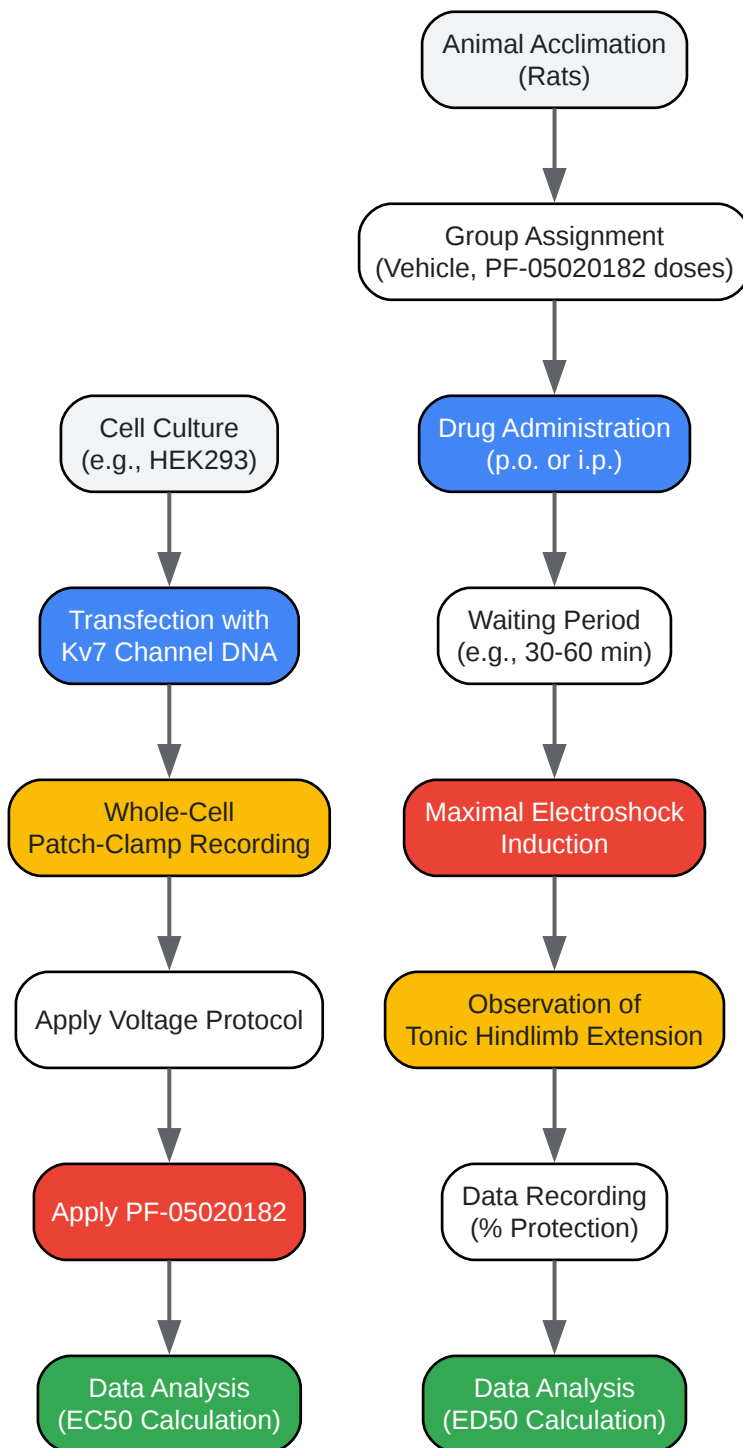 Animal Acclimation
(Rats)
Group Assignment
(Vehicle, PF-05020182 doses)
Cell Culture
(e.g., HEK293)
Drug Administration
(p.o. or i.p.)
Transfection with
Kv7 Channel DNA
Waiting Period
(e.g., 30-60 min)
Whole-Cell
Patch-Clamp Recording
Maximal Electroshock
Induction
Apply Voltage Protocol
Observation of
Tonic Hindlimb Extension
Apply PF-05020182
Data Recording
(% Protection)
Data Analysis
(EC50 Calculation)
Data Analysis
(ED50 Calculation)